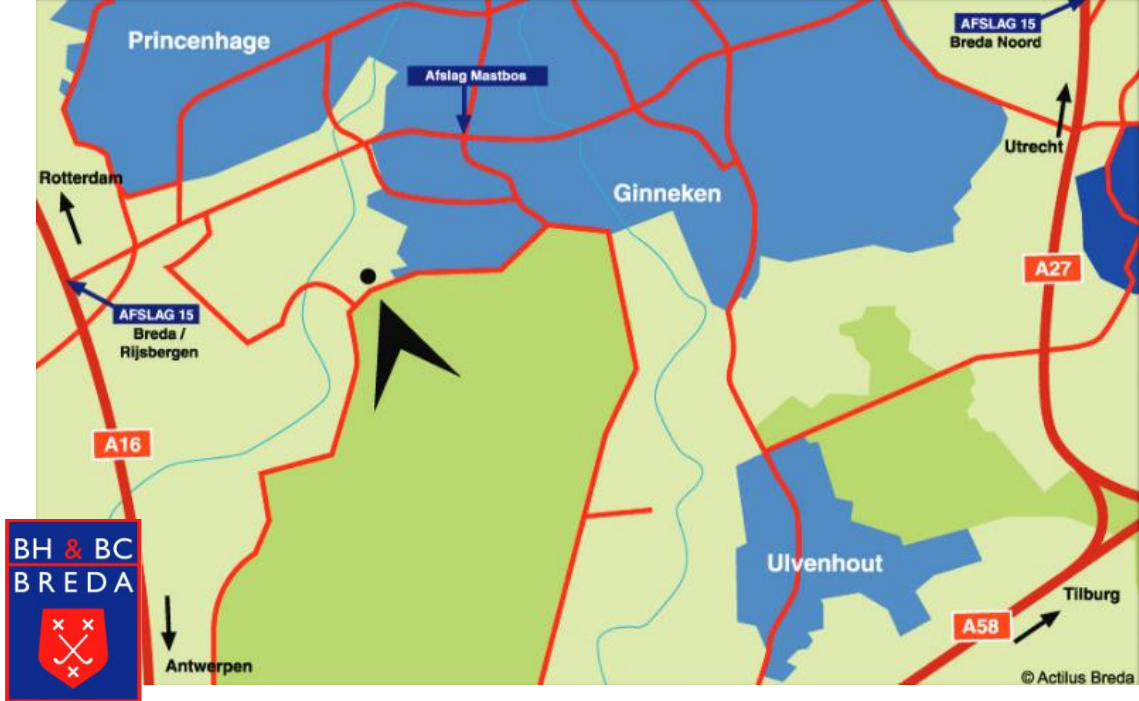 Princenhage
AFSLAG 15
Breda Noord
Afslag Mastbos
Utrecht
Rotterdam
Ginneken
A27
AFSLAG 15
Breda /
Rijsbergen
A16
BH & BC
BREDA
Ulvenhout
Tilburg
A58
Antwerpen
© Actilus Breda